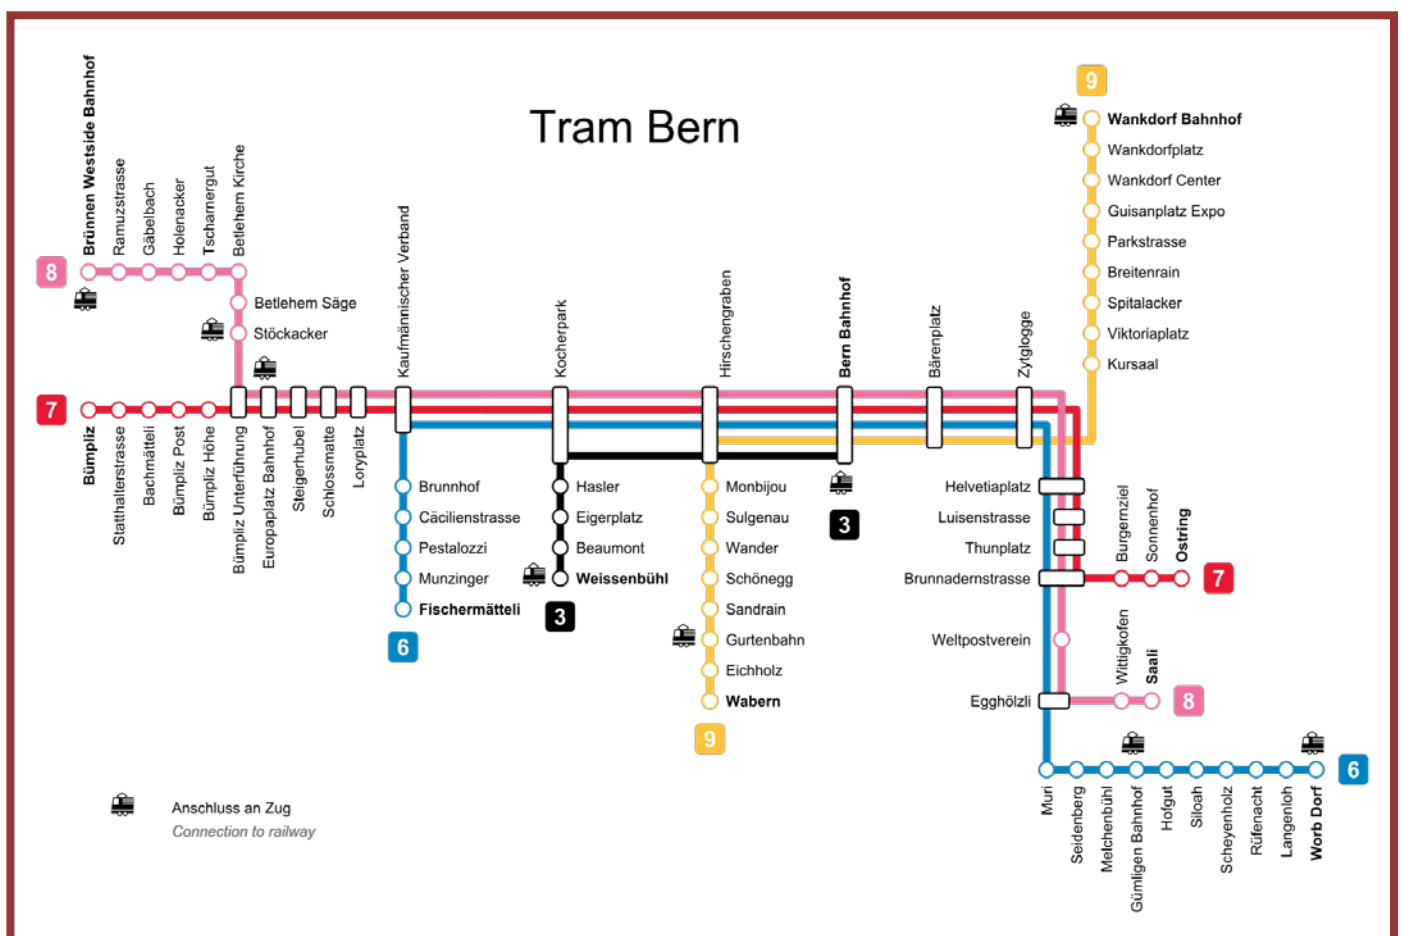 Tram Bern
9
Wankdorf Bahnhof
Wankdorfplatz
Wankdorf Center
Guisanplatz Expo
Parkstrasse
Breitenrain
Spitalacker
Viktoriaplatz
Kursaal
8
Brünnen Westside Bahnhof
Ramuzstrasse
Gäbelbach
Holenacker
Tscharnergut
Betlehem Kirche
Betlehem Säge
Stöckacker
7
Bümpliz
Statthalterstrasse
Bachmätteli
Bümpliz Post
Bümpliz Höhe
Bümpliz Unterführung
Europaplatz Bahnhof
Steigerhubel
Schlossmatte
Loryplatz
Kaufmännischer Verband
Kocherpark
Hirschengraben
Bern Bahnhof
Bärenplatz
Zytglogge
Brunnhof
Cäcilienstrasse
Pestalozzi
Munzinger
Fischermätteli
6
Hasler
Eigerplatz
Beaumont
Weissenbühl
3
Monbijou
Sulgenau
Wander
Schönegg
Sandrain
Gurtenbahn
Eichholz
Wabern
9
3
Helvetiaplatz
Luisenstrasse
Thunplatz
Brunnadernstrasse
Burgernziel
Sonnenhof
Ostring
7
Weltpostverein
Egghölzli
Wittigkofen
Saali
8
Muri
Seidenberg
Melchenbühl
Gümligen Bahnhof
Hofgut
Siloah
Scheyenholz
Rüfenacht
Langenloh
Worb Dorf
6
Anschluss an Zug
Connection to railway